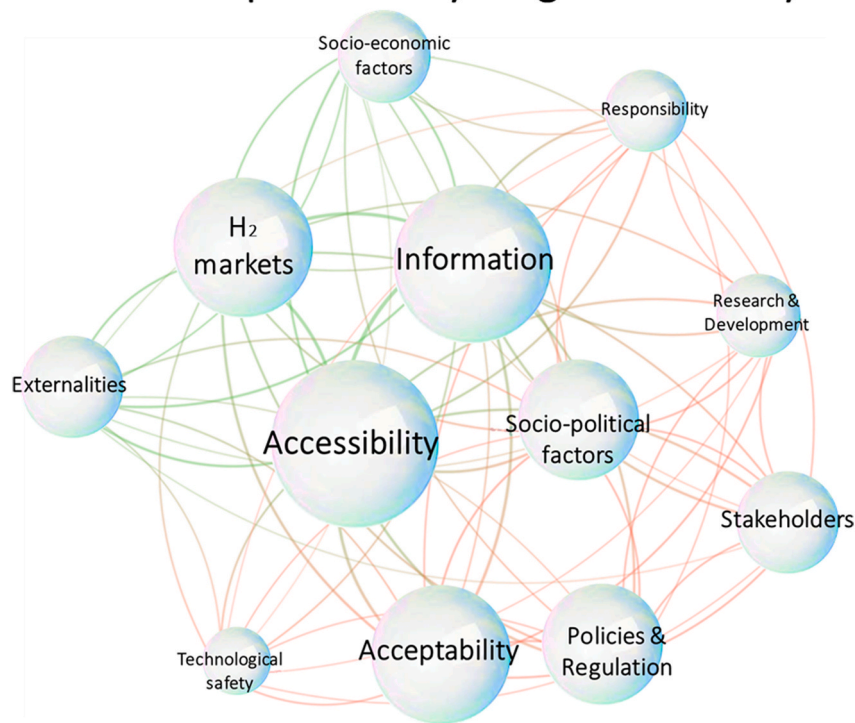 Socio-economic
factors
Responsibility
H₂
markets
Information
Research &
Development
Externalities
Accessibility
Socio-political
factors
Stakeholders
Technological
safety
Acceptability
Policies &
Regulation